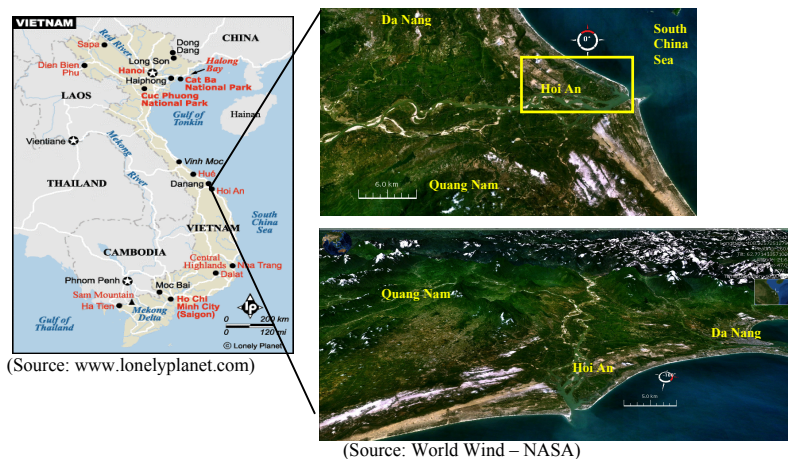 VIETNAM
CHINA
Sapa
Red River
Dong
Dang
Long Son
Halong
Bay
Dien Bien
Phu
Hanoi
Haiphong
Cat Ba
National Park
Cuc Phuong
National Park
LAOS
Gulf of
Tonkin
Hainan
Mekong
River
Vientiane
Vinh Moc
Hué
Danang
Hoi An
THAILAND
South
China
Sea
VIETNAM
CAMBODIA
Central
Highlands
Nha Trang
Dalat
Phnom Penh
Moc Bai
Sam Mountain
Ha Tien
Ho Chi
Minh City
(Saigon)
Mekong
Delta
Gulf of
Thailand
lp
0 200 km
0 120 mi
© Lonely Planet
(Source: www.lonelyplanet.com)
Da Nang
South
China
Sea
Hoi An
Quang Nam
6.0 km
Quang Nam
Da Nang
Hoi An
5.0 km
(Source: World Wind – NASA)